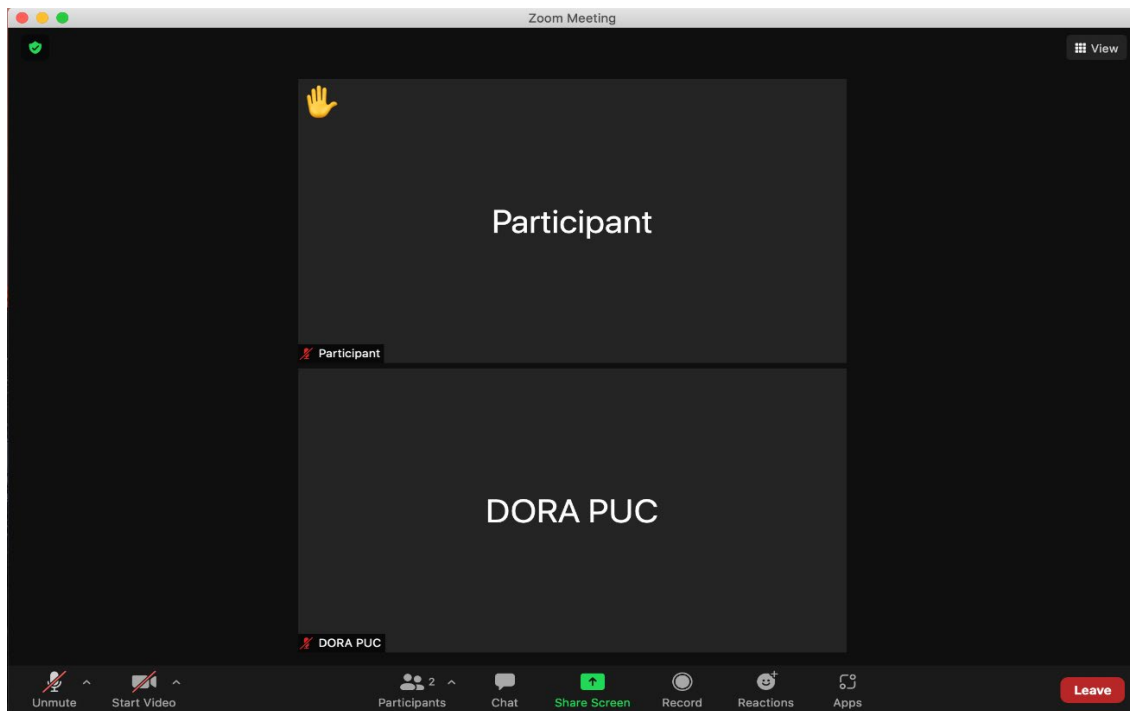 Zoom Meeting
View
Participant
Participant
DORA PUC
DORA PUC
Unmute Start Video Participants 2 Chat Share Screen Record Reactions Apps Leave